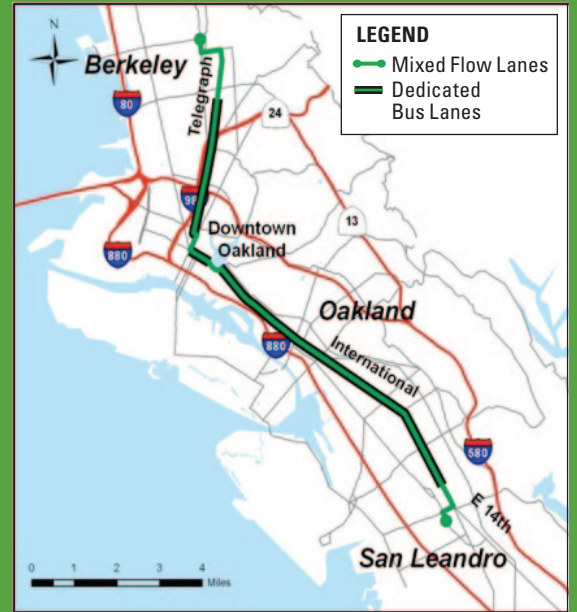 N
LEGEND
Mixed Flow Lanes
Dedicated
Bus Lanes
Berkeley
80
Telegraph
24
980
13
Downtown
Oakland
880
Oakland
880
International
580
E 14th
San Leandro
0 1 2 3 4
Miles